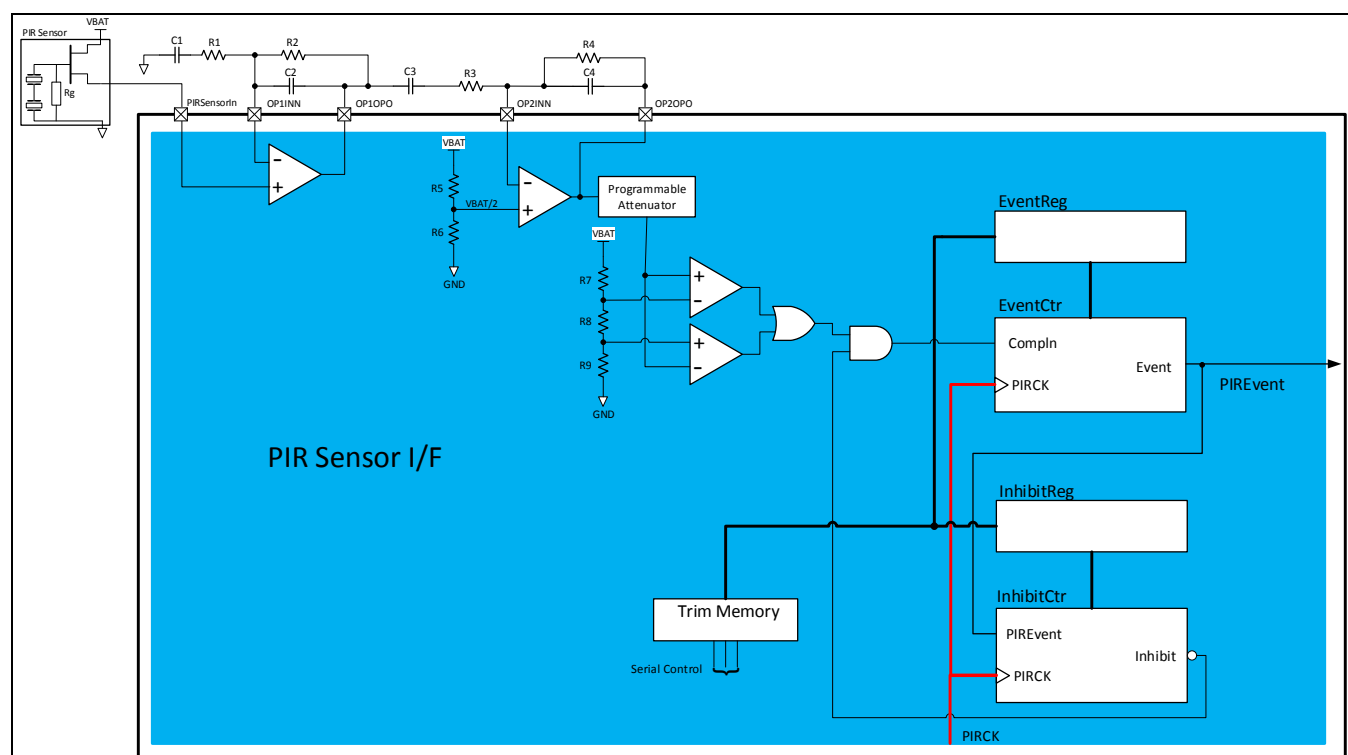 VBAT
PIR Sensor
Rg
C1
R1
R2
C2
C3
R3
R4
C4
PIRSensorIn
OP1INN
OP1OPO
OP2INN
OP2OPO
-
+
VBAT
R5
VBAT/2
R6
GND
-
+
Programmable
Attenuator
VBAT
R7
R8
R9
GND
+
-
+
-
EventReg
EventCtr
CompIn
Event
PIRCK
PIREvent
PIR Sensor I/F
InhibitReg
Trim Memory
Serial Control
InhibitCtr
PIREvent
Inhibit
PIRCK
PIRCK